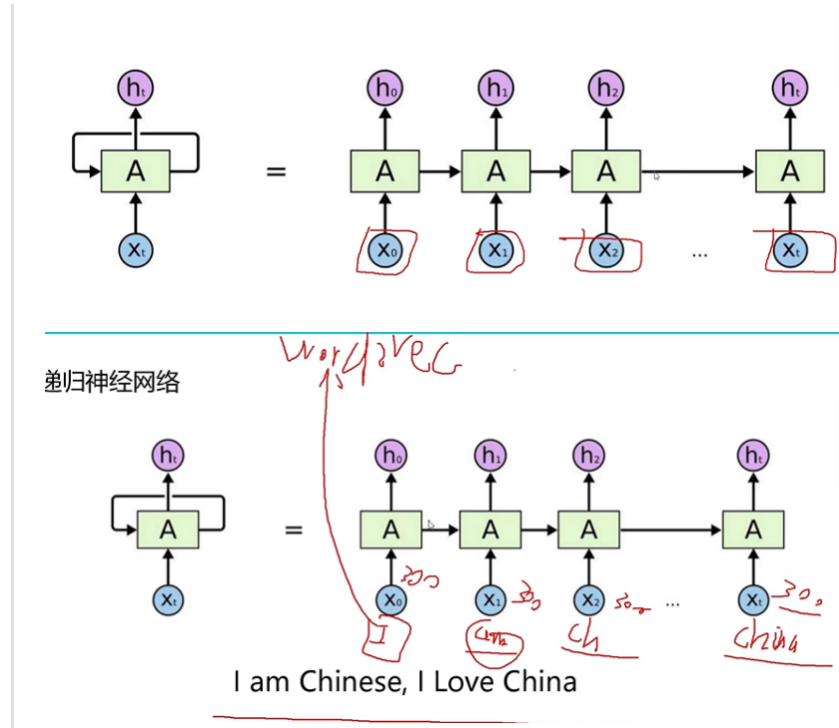 hₜ h₀ h₁ h₂ hₜ
A = A A A A
xₜ x₀ x₁ x₂ ... xₜ
word2vec
递归神经网络
hₜ h₀ h₁ h₂ hₜ
A = A A A A
300 300 300 300
xₜ x₀ x₁ x₂ ... xₜ
I Ch China
I am Chinese, I Love China